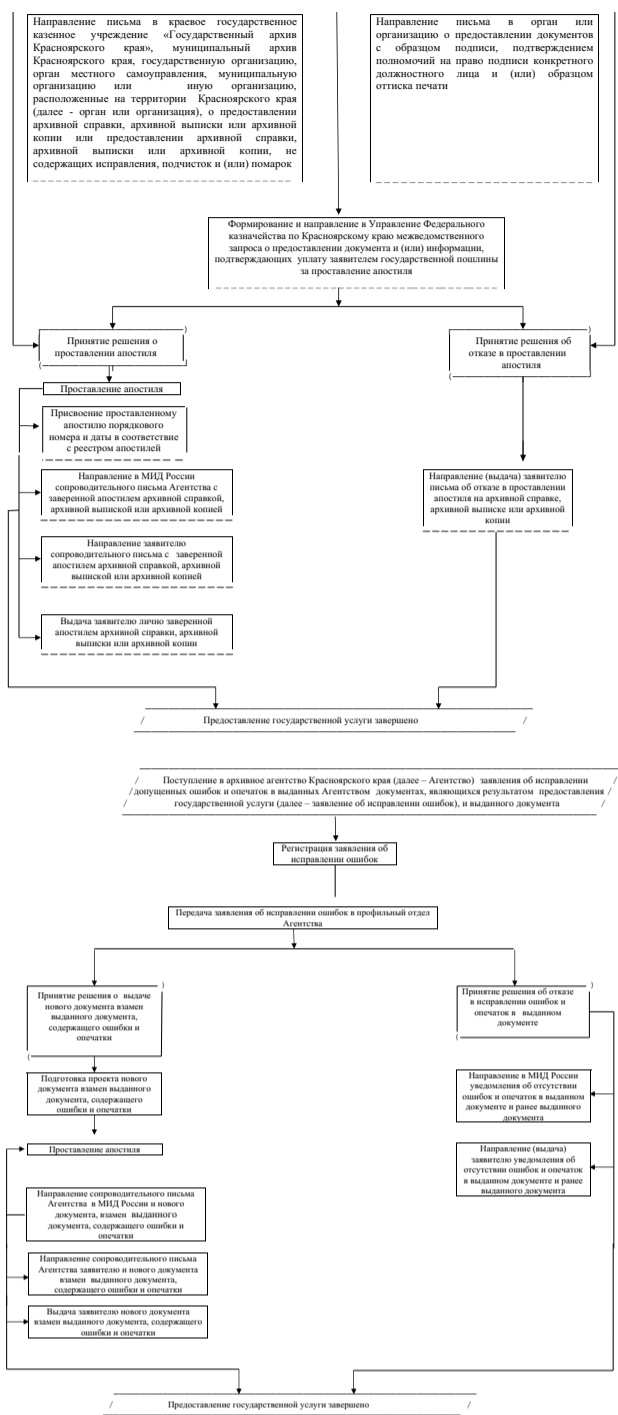 Направление письма в краевое государственное
казенное учреждение «Государственный архив
Красноярского края», муниципальный архив
Красноярского края, государственную организацию,
орган местного самоуправления, муниципальную
организацию или иную организацию,
расположенные на территории Красноярского края
(далее - орган или организация), о предоставлении
архивной справки, архивной выписки или архивной
копии или предоставлении архивной справки,
архивной выписки или архивной копии, не
содержащих исправления, подчисток и (или) помарок
Направление письма в орган или
организацию о предоставлении документов
с образцом подписи, подтверждением
полномочий на право подписи конкретного
должностного лица и (или) образцом
оттиска печати
Формирование и направление в Управление Федерального
казначейства по Красноярскому краю межведомственного
запроса о предоставлении документа и (или) информации,
подтверждающих уплату заявителем государственной пошлины
за проставление апостиля
Принятие решения о
проставлении апостиля
Принятие решения об
отказе в проставлении
апостиля
Проставление апостиля
Присвоение проставленному
апостилю порядкового
номера и даты в соответствие
с реестром апостилей
Направление в МИД России
сопроводительного письма Агентства с
заверенной апостилем архивной справкой,
архивной выпиской или архивной копией
Направление (выдача) заявителю
письма об отказе в проставлении
апостиля на архивной справке,
архивной выписке или архивной
копии
Направление заявителю
сопроводительного письма с заверенной
апостилем архивной справкой, архивной
выпиской или архивной копией
Выдача заявителю лично заверенной
апостилем архивной справки, архивной
выписки или архивной копии
/ Предоставление государственной услуги завершено /
/ Поступление в архивное агентство Красноярского края (далее – Агентство) заявления об исправлении /
/допущенных ошибок и опечаток в выданных Агентством документах, являющихся результатом предоставления /
/ государственной услуги (далее – заявление об исправлении ошибок), и выданного документа /
Регистрация заявления об
исправлении ошибок
Передача заявления об исправлении ошибок в профильный отдел
Агентства
Принятие решения о выдаче
нового документа взамен
выданного документа,
содержащего ошибки и
опечатки
Принятие решения об отказе
в исправлении ошибок и
опечаток в выданном
документе
Подготовка проекта нового
документа взамен выданного
документа, содержащего
ошибки и опечатки
Направление в МИД России
уведомления об отсутствии
ошибок и опечаток в выданном
документе и ранее выданного
документа
Проставление апостиля
Направление (выдача)
заявителю уведомления об
отсутствии ошибок и опечаток
в выданном документе и ранее
выданного документа
Направление сопроводительного письма
Агентства в МИД России и нового
документа, взамен выданного
документа, содержащего ошибки и
опечатки
Направление сопроводительного письма
Агентства заявителю и нового документа
взамен выданного документа,
содержащего ошибки и опечатки
Выдача заявителю нового документа
взамен выданного документа, содержащего
ошибки и опечатки
/ Предоставление государственной услуги завершено /